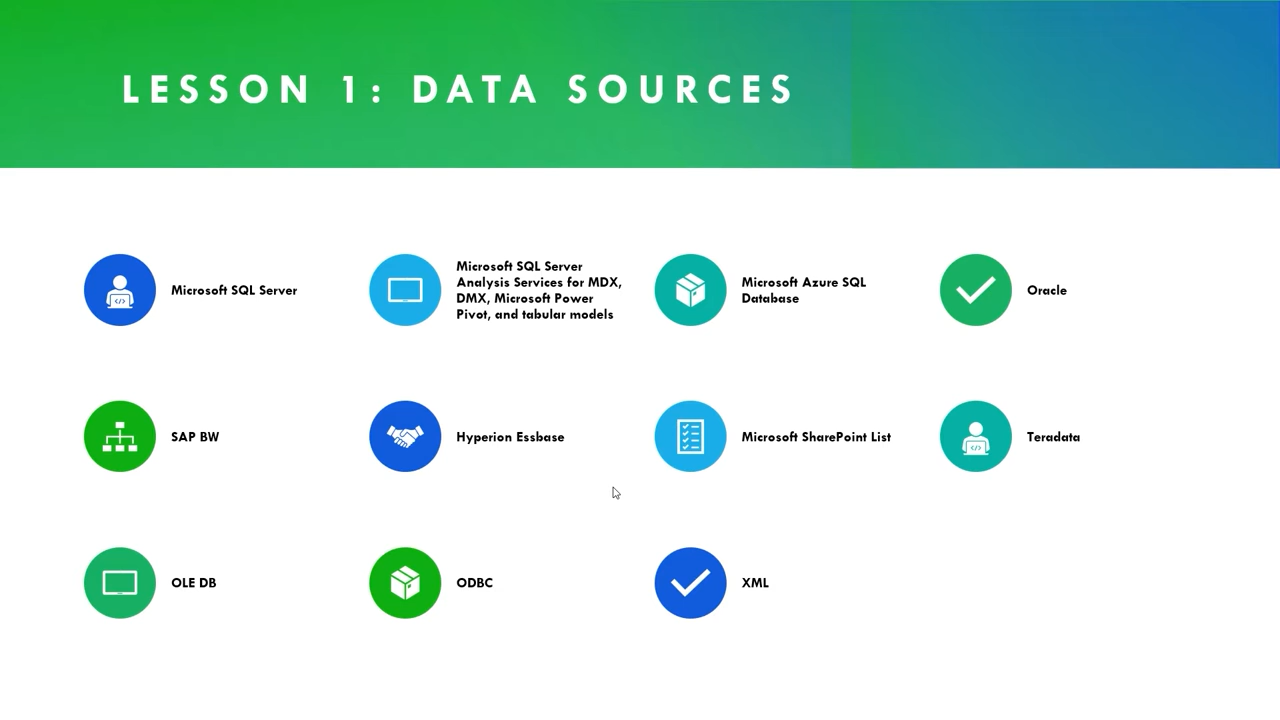 LESSON 1: DATA SOURCES
Microsoft SQL Server
Microsoft SQL Server
Analysis Services for MDX,
DMX, Microsoft Power
Pivot, and tabular models
Microsoft Azure SQL
Database
Oracle
SAP BW
Hyperion Essbase
Microsoft SharePoint List
Teradata
OLE DB
ODBC
XML